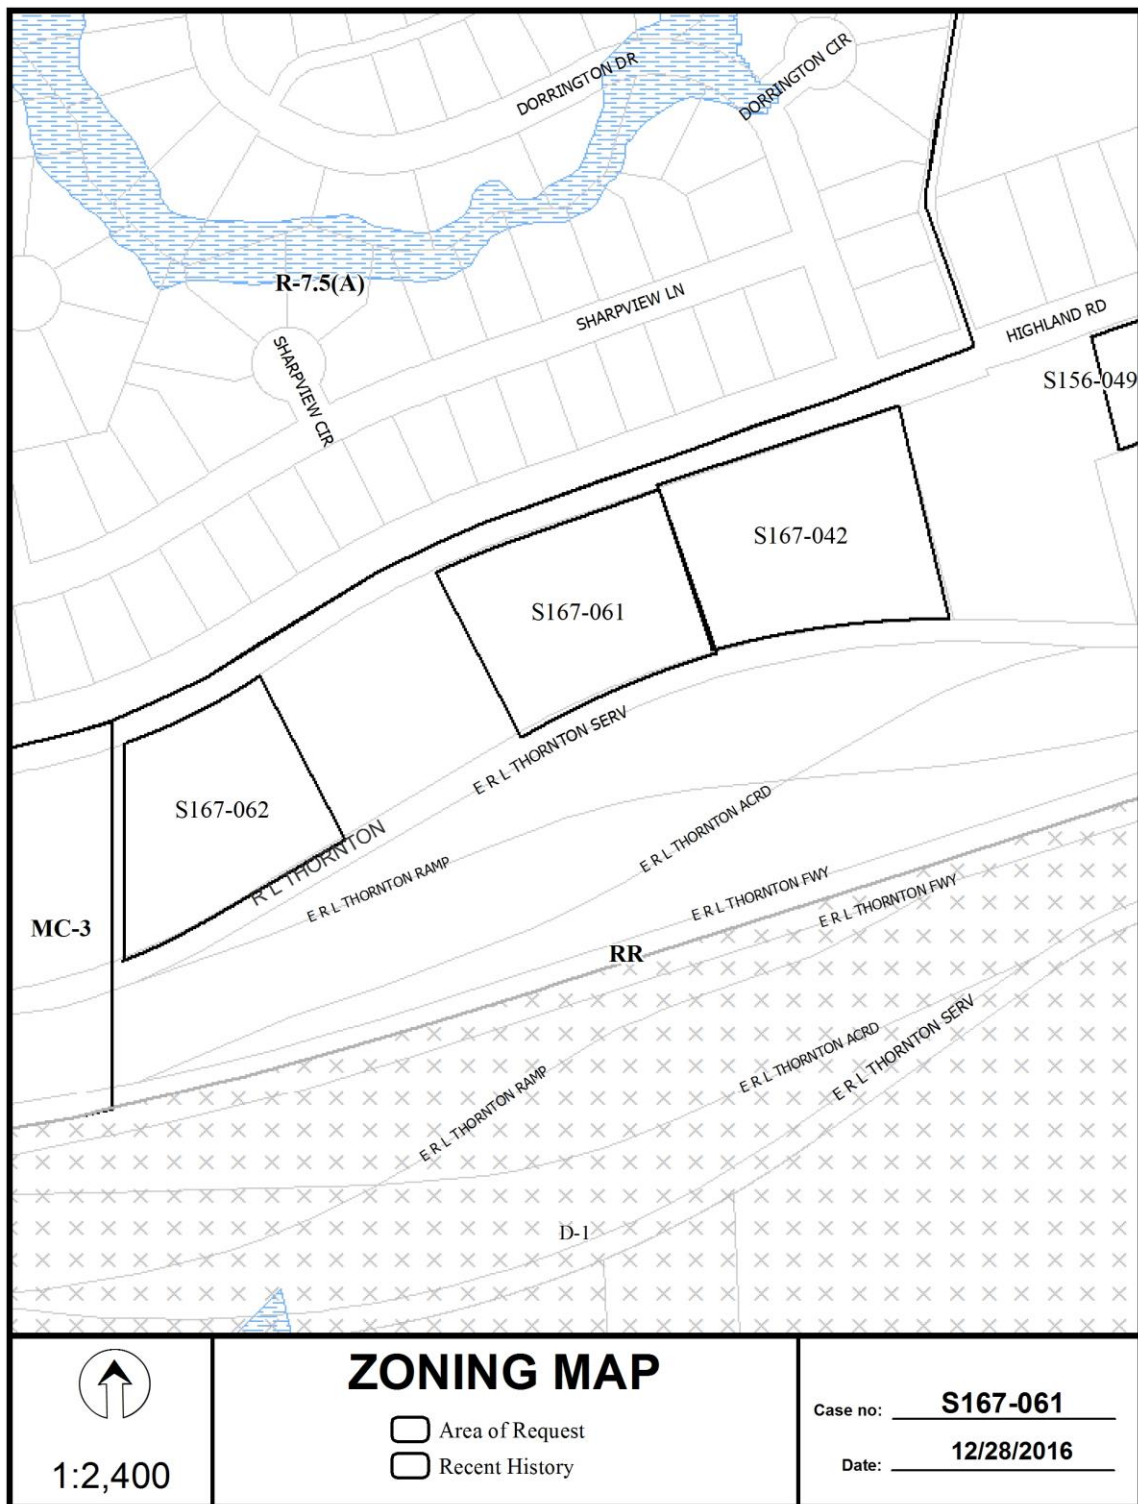 DORRINGTON DR
DORRINGTON CIR
R-7.5(A)
SHARPVIEW LN
HIGHLAND RD
SHARPVIEW CIR
S156-049
S167-042
S167-061
S167-062
E R L THORNTON SERV
R L THORNTON
E R L THORNTON RAMP
E R L THORNTON ACRD
E R L THORNTON FWY
E R L THORNTON FWY
MC-3
RR
E R L THORNTON SERV
E R L THORNTON ACRD
E R L THORNTON RAMP
D-1
1:2,400
ZONING MAP
Area of Request
Recent History
Case no: S167-061
Date: 12/28/2016